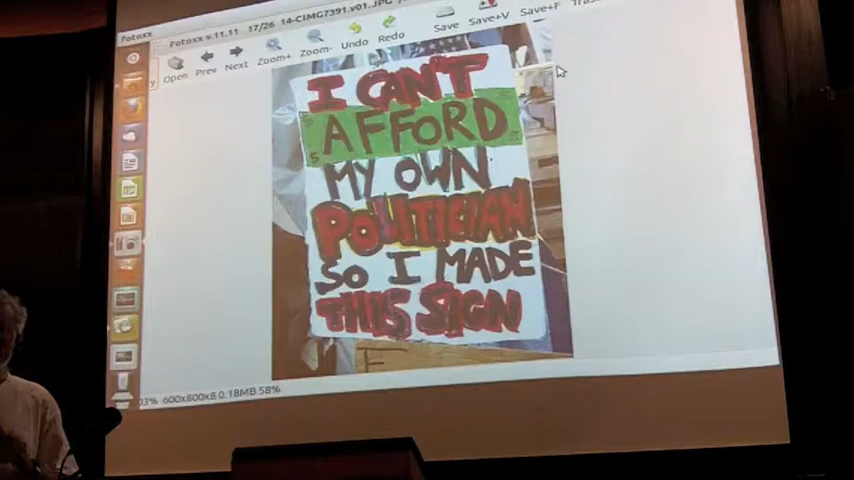 Fotoxx
Fotoxx v.11.11 17/26 14-CIMG7391.v01.JPG
Open Prev Next Zoom+ Zoom- Undo Redo Save Save+V Save+F Trash
I CAN'T
AFFORD
MY OWN
POLITICIAN
SO I MADE
THIS SIGN
600x800x8 0.18MB 58%